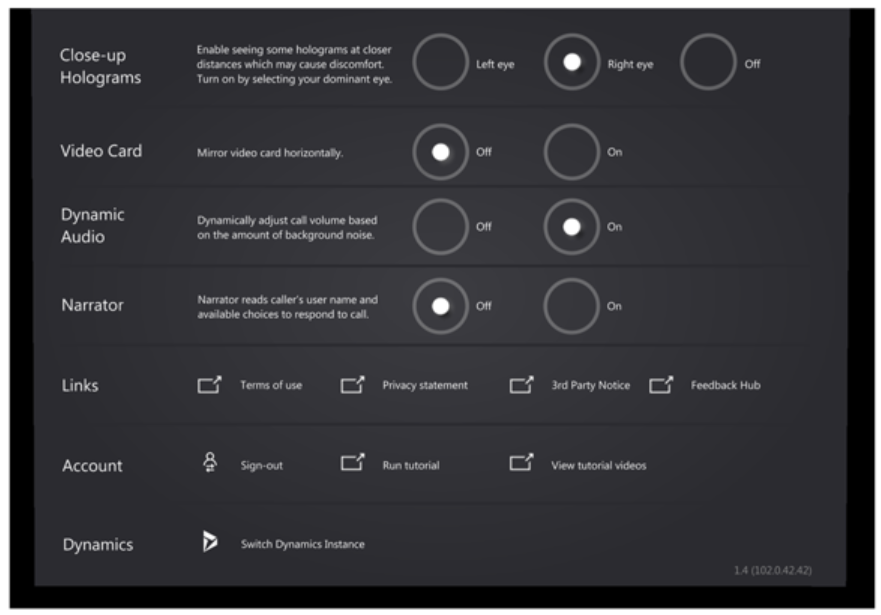 Close-up
Holograms
Enable seeing some holograms at closer
distances which may cause discomfort.
Turn on by selecting your dominant eye.
Left eye
Right eye
Off
Video Card
Mirror video card horizontally.
Off
On
Dynamic
Audio
Dynamically adjust call volume based
on the amount of background noise.
Off
On
Narrator
Narrator reads caller's user name and
available choices to respond to call.
Off
On
Links
Terms of use
Privacy statement
3rd Party Notice
Feedback Hub
Account
Sign-out
Run tutorial
View tutorial videos
Dynamics
Switch Dynamics Instance
1.4 (102.0.42.42)